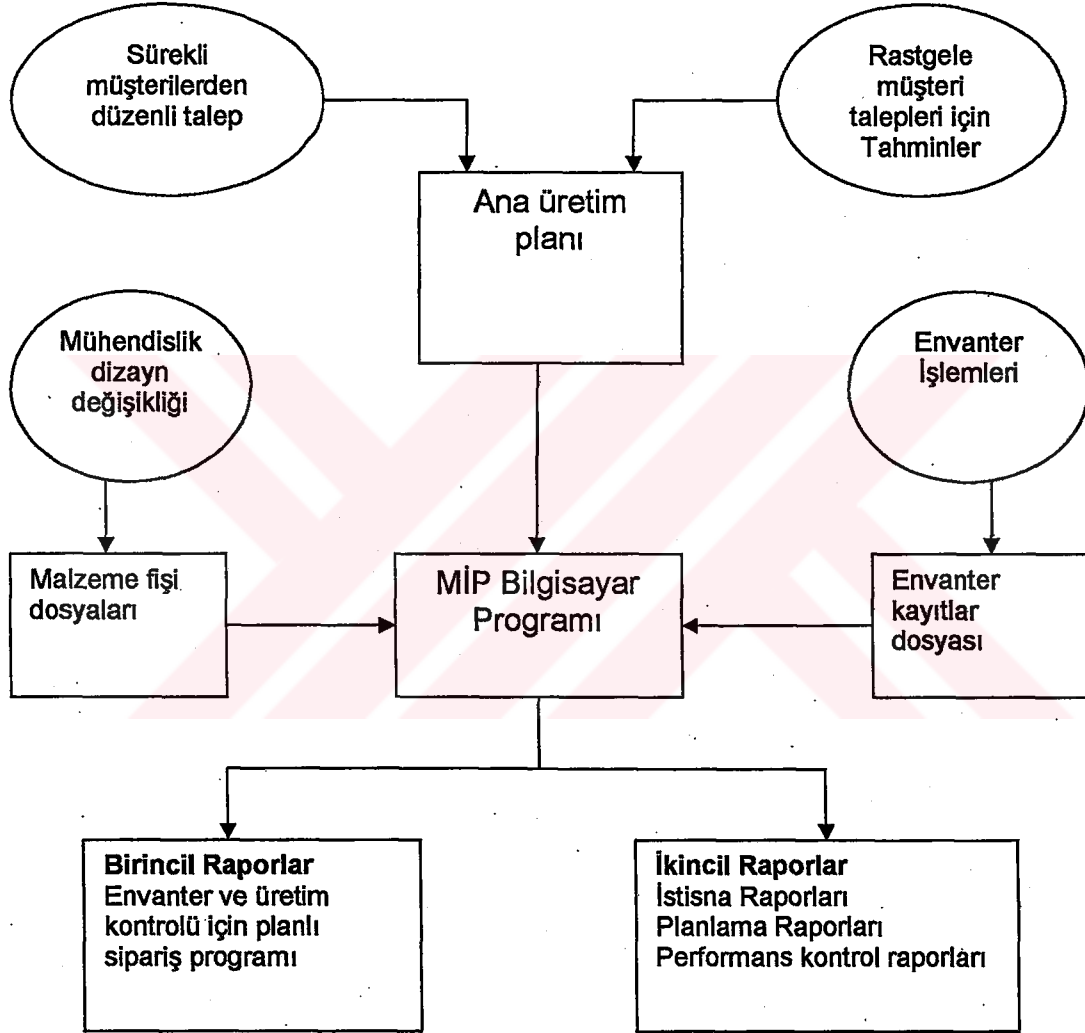 Sürekli
müşterilerden
düzenli talep
Rastgele
müşteri
talepleri için
Tahminler
Ana üretim
planı
Mühendislik
dizayn
değişikliği
Envanter
İşlemleri
Malzeme fişi
dosyaları
MİP Bilgisayar
Programı
Envanter
kayıtlar
dosyası
Birincil Raporlar
Envanter ve üretim
kontrolü için planlı
sipariş programı
İkincil Raporlar
İstisna Raporları
Planlama Raporları
Performans kontrol raporları